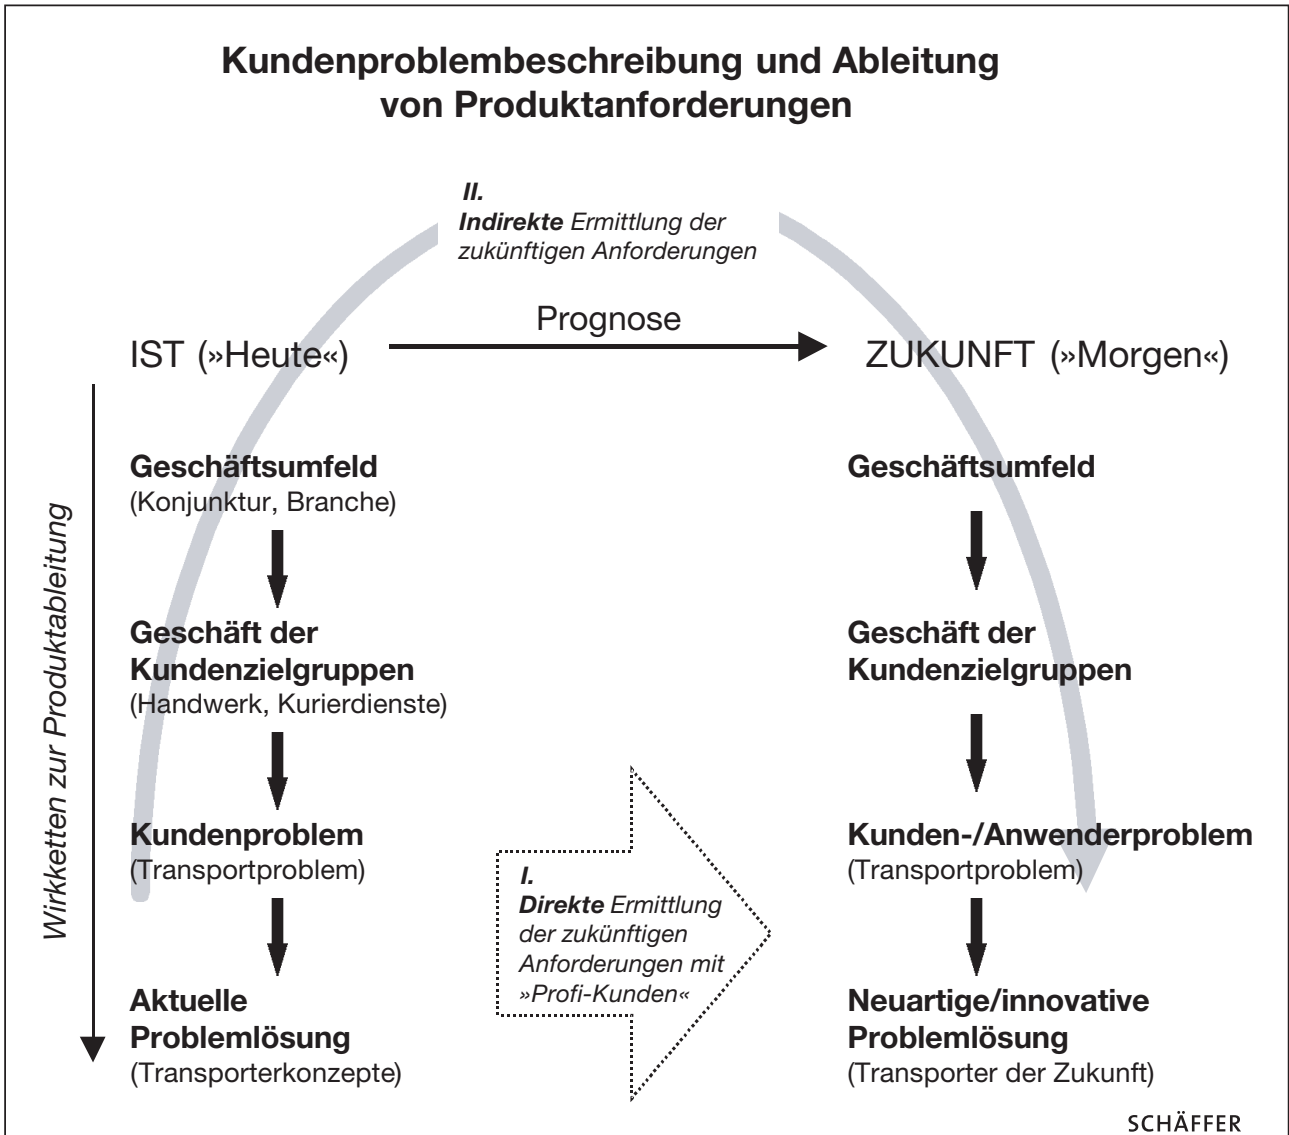 Kundenproblembeschreibung und Ableitung
von Produktanforderungen
II.
Indirekte Ermittlung der
zukünftigen Anforderungen
Prognose
IST (»Heute«)
ZUKUNFT (»Morgen«)
Wirkketten zur Produktableitung
Geschäftsumfeld
(Konjunktur, Branche)
Geschäft der
Kundenzielgruppen
(Handwerk, Kurierdienste)
Kundenproblem
(Transportproblem)
Aktuelle
Problemlösung
(Transporterkonzepte)
I.
Direkte Ermittlung
der zukünftigen
Anforderungen mit
»Profi-Kunden«
Geschäftsumfeld
Geschäft der
Kundenzielgruppen
Kunden-/Anwenderproblem
(Transportproblem)
Neuartige/innovative
Problemlösung
(Transporter der Zukunft)
SCHÄFFER